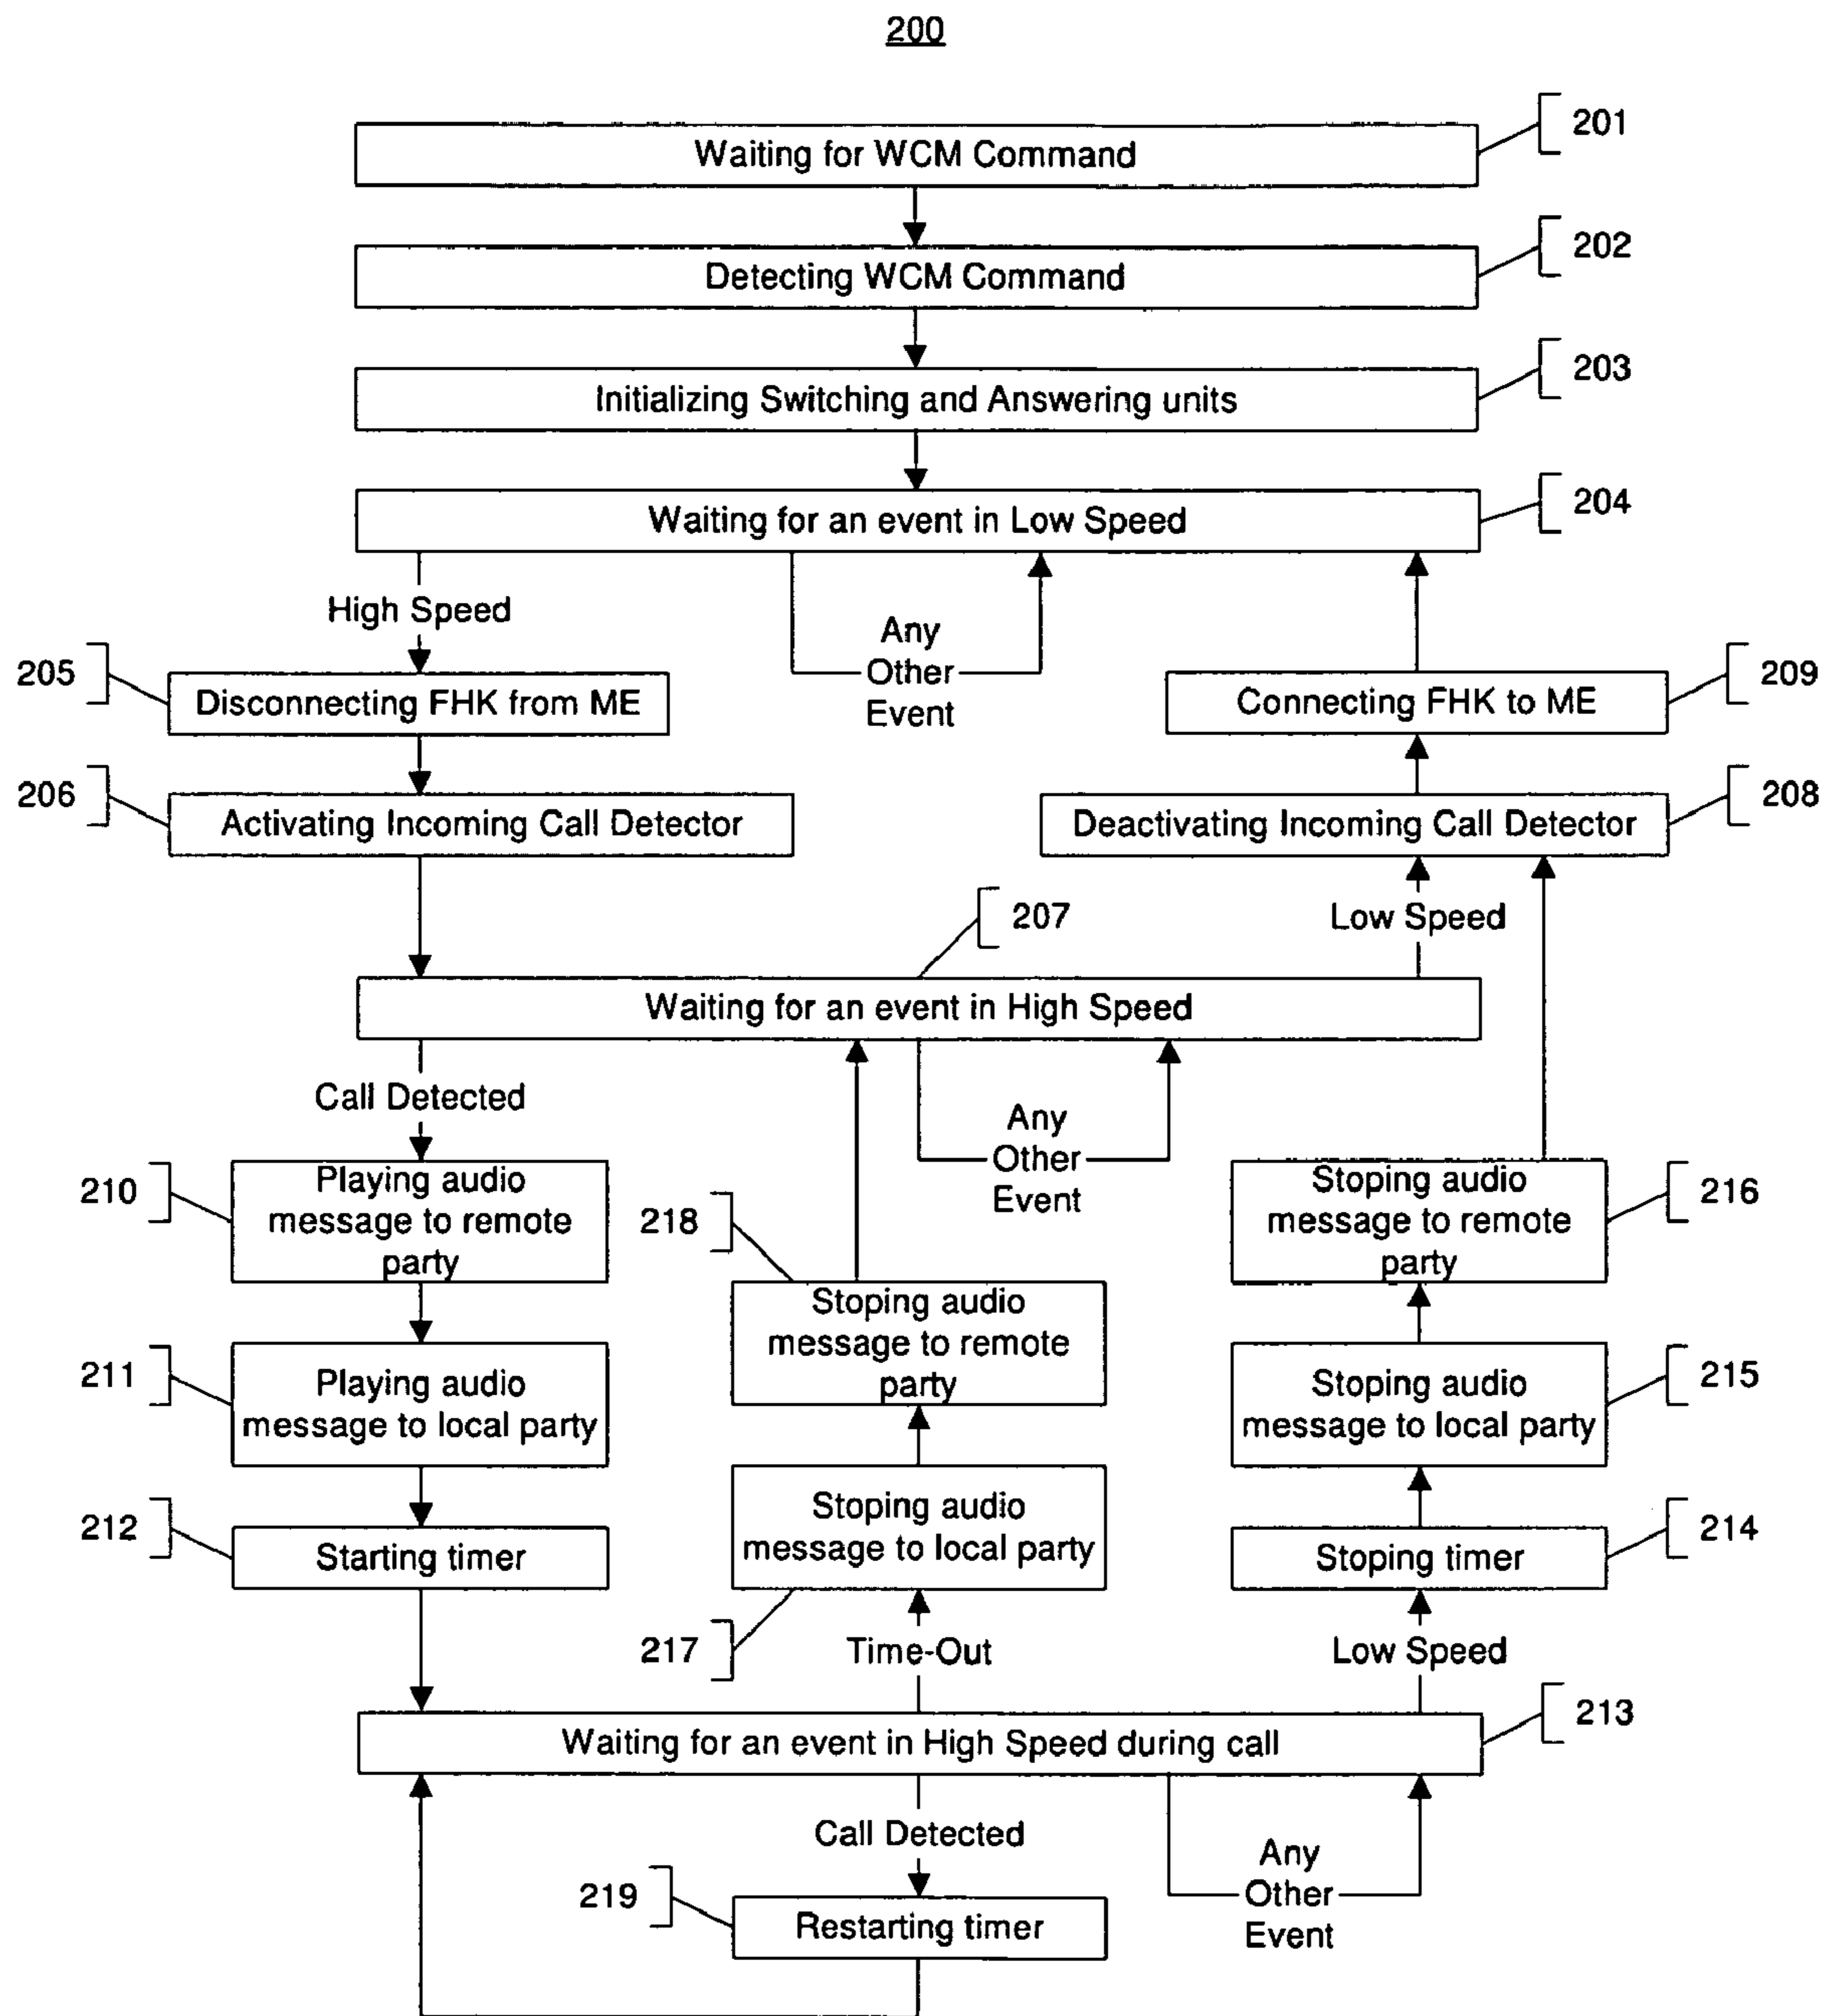 200
Waiting for WCM Command
201
Detecting WCM Command
202
Initializing Switching and Answering units
203
Waiting for an event in Low Speed
204
High Speed
Any
Other
Event
205
Disconnecting FHK from ME
Connecting FHK to ME
209
206
Activating Incoming Call Detector
Deactivating Incoming Call Detector
208
207
Low Speed
Waiting for an event in High Speed
Call Detected
Any
Other
Event
210
Playing audio
message to remote
party
218
Stoping audio
message to remote
party
Stoping audio
message to remote
party
216
211
Playing audio
message to local party
Stoping audio
message to local party
215
212
Starting timer
Stoping audio
message to local party
Stoping timer
214
217
Time-Out
Low Speed
Waiting for an event in High Speed during call
213
Call Detected
Any
Other
Event
219
Restarting timer